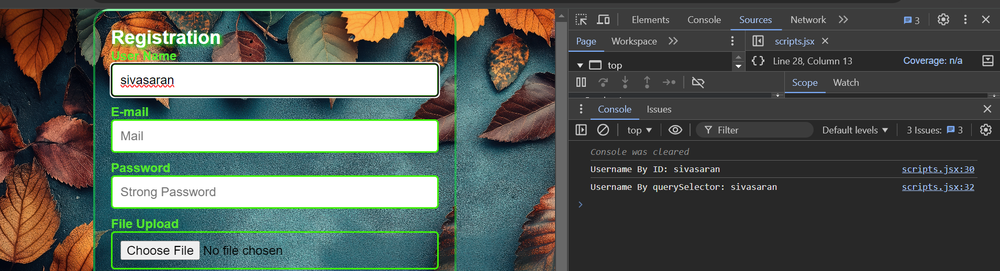 Registration
User Name
sivasaran
E-mail
Mail
Password
Strong Password
File Upload
Choose File No file chosen
Elements Console Sources Network 3
Page Workspace
scripts.jsx
top
Line 28, Column 13 Coverage: n/a
Scope Watch
Console Issues
top Filter Default levels 3 Issues: 3
Console was cleared
Username By ID: sivasaran scripts.jsx:30
Username By querySelector: sivasaran scripts.jsx:32